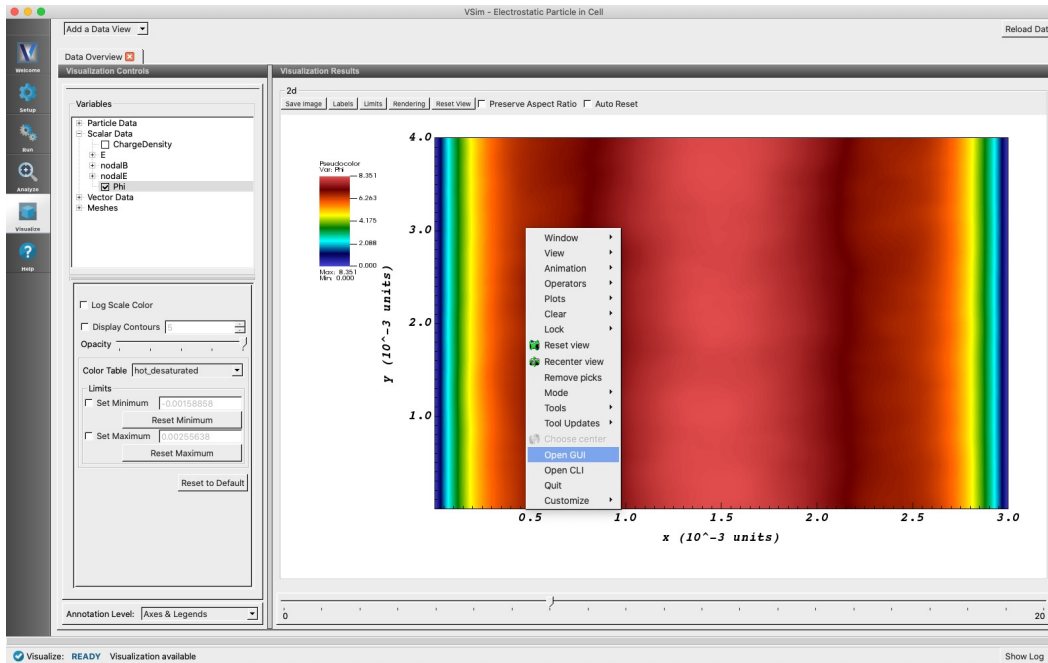 VSim - Electrostatic Particle in Cell
Add a Data View
Reload Dat
Data Overview
Welcome
Setup
Run
Analyze
Visualize
Help
Visualization Controls
Variables
Particle Data
Scalar Data
ChargeDensity
E
nodalB
nodalE
Phi
Vector Data
Meshes
Log Scale Color
Display Contours 5
Opacity
Color Table hot_desaturated
Limits
Set Minimum -0.00158858
Reset Minimum
Set Maximum 0.00255638
Reset Maximum
Reset to Default
Annotation Level: Axes & Legends
Visualization Results
2d
Save Image Labels Limits Rendering Reset View Preserve Aspect Ratio Auto Reset
Pseudocolor
Var: Phi
8.351
6.263
4.175
2.088
0.000
Max: 8.351
Min: 0.000
y (10^-3 units)
4.0
3.0
2.0
1.0
Window
View
Animation
Operators
Plots
Clear
Lock
Reset view
Recenter view
Remove picks
Mode
Tools
Tool Updates
Choose center
Open GUI
Open CLI
Quit
Customize
0.5 1.0 1.5 2.0 2.5 3.0
x (10^-3 units)
0 20
Visualize: READY Visualization available
Show Log